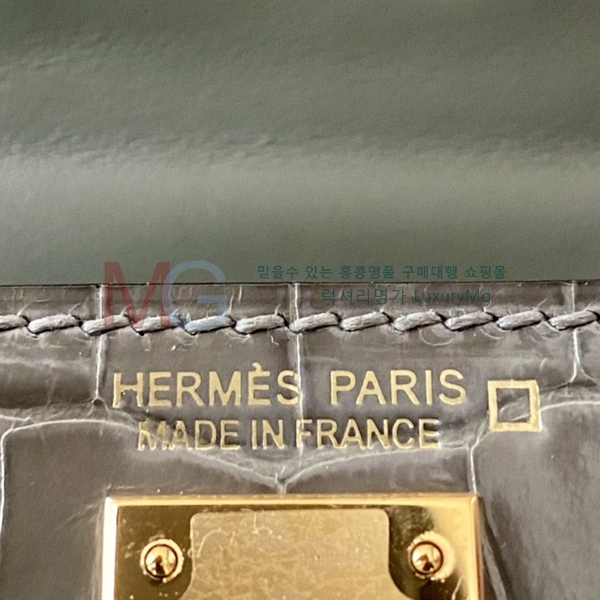 MG
믿을수 있는 홍콩명품 구매대행 쇼핑몰
럭셔리명가 LuxuryMg
HERMÈS PARIS
MADE IN FRANCE